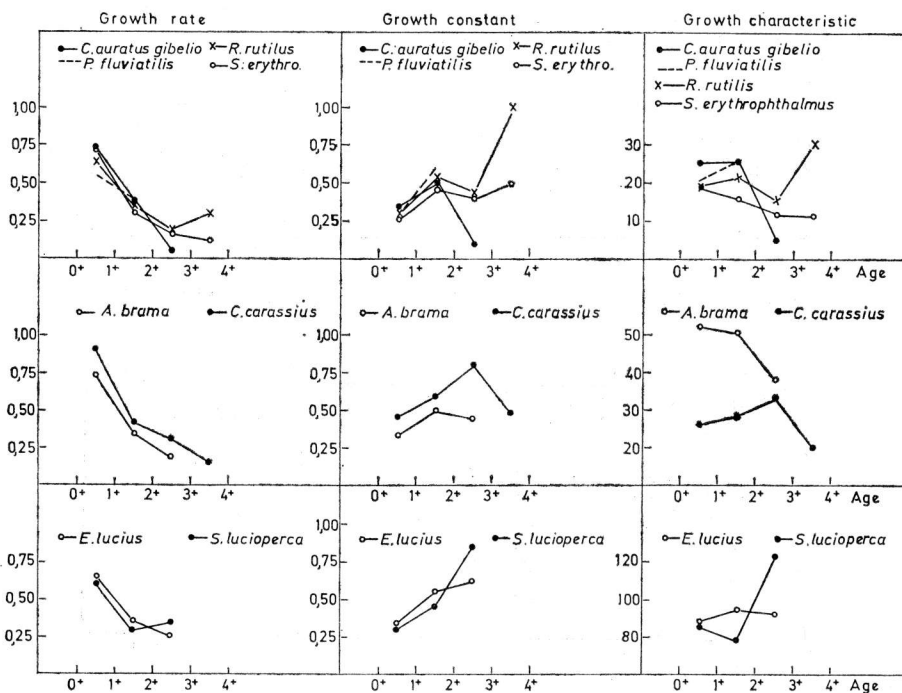 Growth rate Growth constant Growth characteristic
C. auratus gibelio R. rutilus
P. fluviatilis S. erythro.
1,00
0,75
0,50
0,25
0+ 1+ 2+ 3+ 4+
C. auratus gibelio R. rutilus
P. fluviatilis S. erythro.
1,00
0,75
0,50
0,25
0+ 1+ 2+ 3+ 4+
C. auratus gibelio
P. fluviatilis
R. rutilis
S. erythrophthalmus
30
20
10
0+ 1+ 2+ 3+ 4+ Age
A. brama C. carassius
1,00
0,75
0,50
0,25
0+ 1+ 2+ 3+ 4+
A. brama C. carassius
1,00
0,75
0,50
0,25
0+ 1+ 2+ 3+ 4+
A. brama C. carassius
50
40
30
20
0+ 1+ 2+ 3+ 4+ Age
E. lucius S. lucioperca
0,75
0,50
0,25
0+ 1+ 2+ 3+ 4+
1,00
E. lucius S. lucioperca
0,75
0,50
0,25
0+ 1+ 2+ 3+ 4+
E. lucius S. lucioperca
120
100
80
0+ 1+ 2+ 3+ 4+ Age